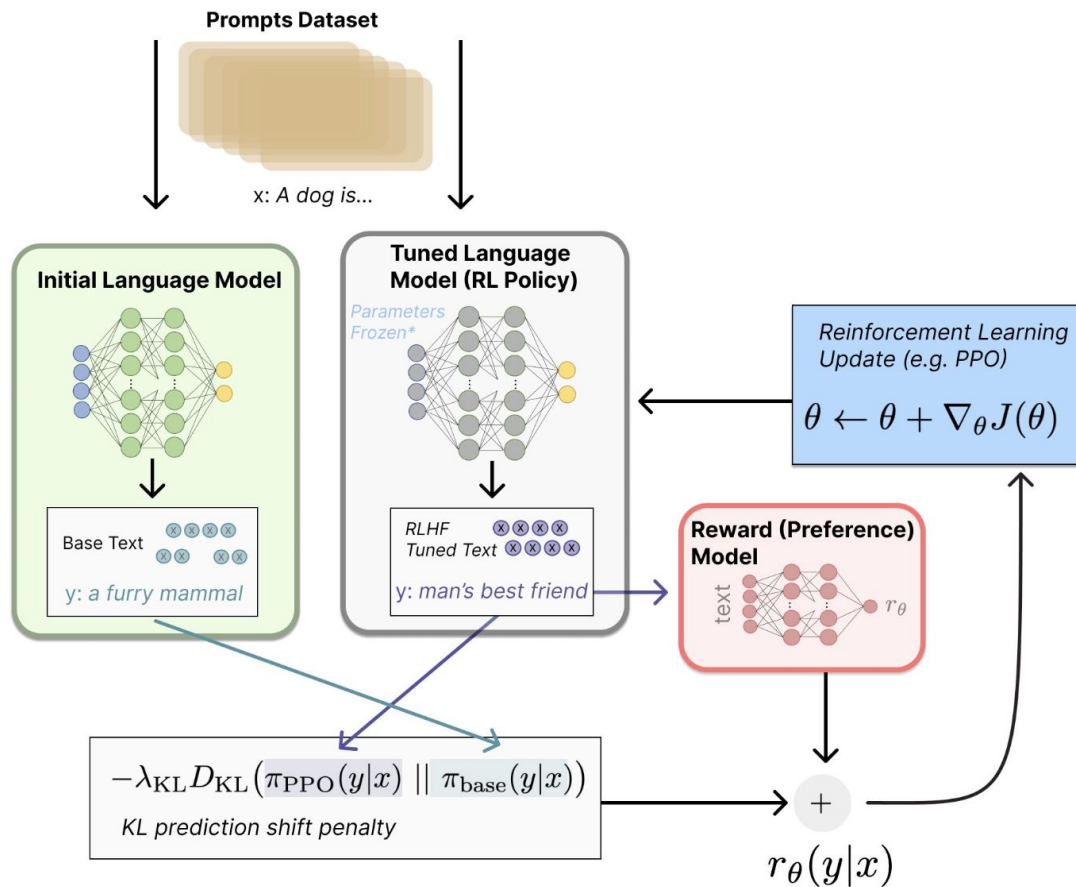 Prompts Dataset
x: A dog is...
Initial Language Model
Base Text
x x x x
x x x x
y: a furry mammal
Tuned Language
Model (RL Policy)
Parameters
Frozen*
RLHF
Tuned Text
x x x x
x x x x
y: man's best friend
Reinforcement Learning
Update (e.g. PPO)
θ ← θ + ∇θJ(θ)
Reward (Preference)
Model
text
rθ
−λKL DKL(πPPO(y|x) || πbase(y|x))
KL prediction shift penalty
+
rθ(y|x)